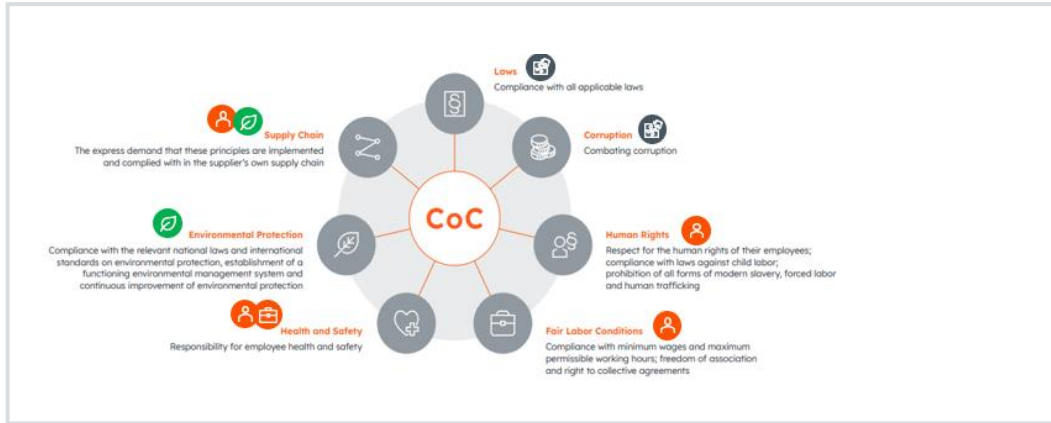 Laws
Compliance with all applicable laws
Corruption
Combating corruption
Supply Chain
The express demand that these principles are implemented
and complied with in the supplier's own supply chain
CoC
Environmental Protection
Compliance with the relevant national laws and international
standards on environmental protection, establishment of a
functioning environmental management system and
continuous improvement of environmental protection
Human Rights
Respect for the human rights of their employees;
compliance with laws against child labor;
prohibition of all forms of modern slavery, forced labor
and human trafficking
Health and Safety
Responsibility for employee health and safety
Fair Labor Conditions
Compliance with minimum wages and maximum
permissible working hours; freedom of association
and right to collective agreements